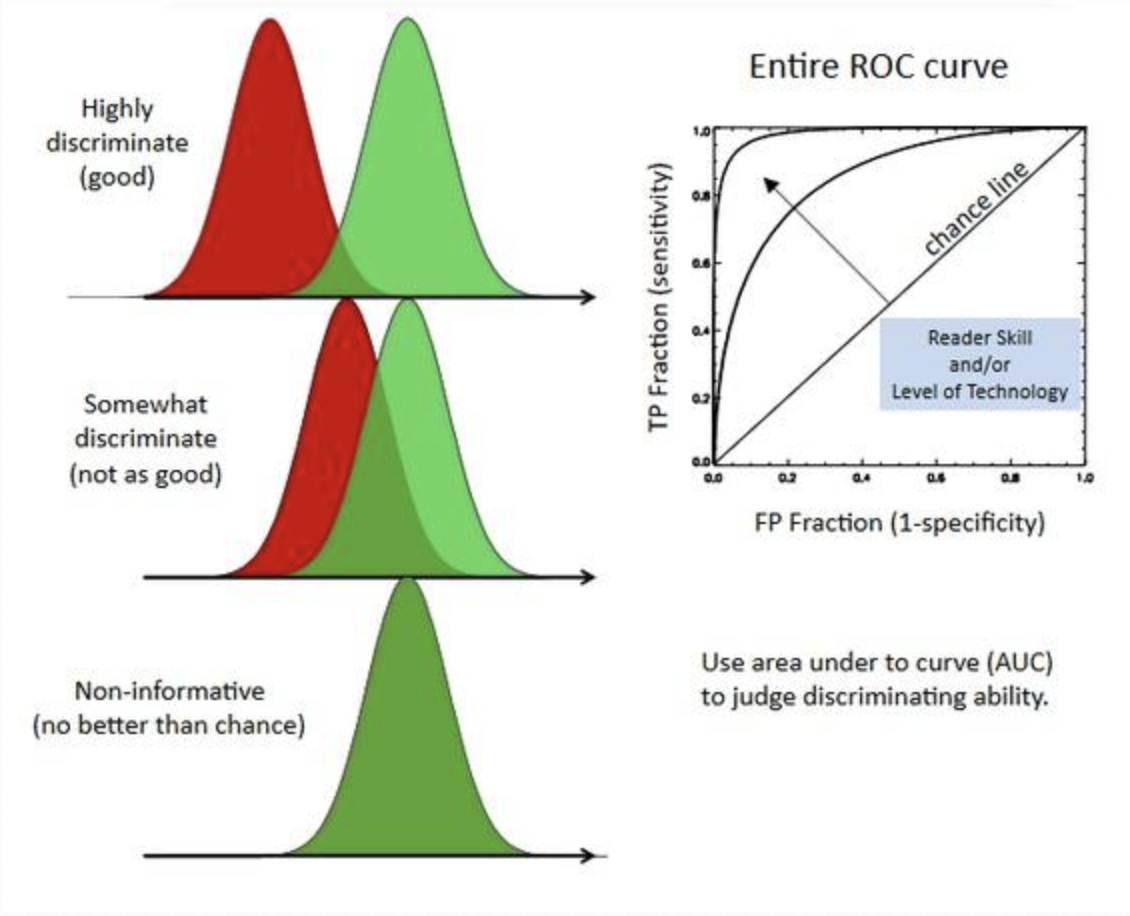 Highly
discriminate
(good)
Somewhat
discriminate
(not as good)
Non-informative
(no better than chance)
Entire ROC curve
TP Fraction (sensitivity)
1.0
0.8
0.6
0.4
0.2
0.0
chance line
Reader Skill
and/or
Level of Technology
0.0 0.2 0.4 0.6 0.8 1.0
FP Fraction (1-specificity)
Use area under to curve (AUC)
to judge discriminating ability.